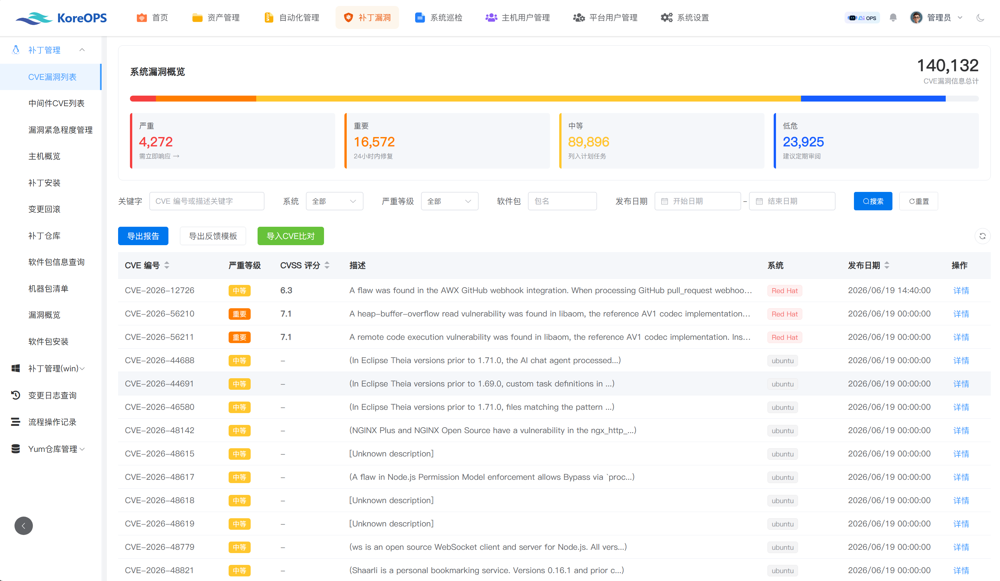 KoreOPS 首页 资产管理 自动化管理 补丁漏洞 系统巡检 主机用户管理 平台用户管理 系统设置 Ai OPS 管理员
补丁管理
CVE漏洞列表
中间件CVE列表
漏洞紧急程度管理
主机概览
补丁安装
变更回滚
补丁仓库
软件包信息查询
机器包清单
漏洞概览
软件包安装
补丁管理(win)
变更日志查询
流程操作记录
Yum仓库管理
系统漏洞概览
140,132
CVE漏洞信息总计
严重
4,272
需立即响应 →
重要
16,572
24小时内修复
中等
89,896
列入计划任务
低危
23,925
建议定期审阅
关键字 CVE 编号或描述关键字 系统 全部 严重等级 全部 软件包 包名 发布日期 开始日期 – 结束日期 搜索 重置
导出报告 导出反馈模板 导入CVE比对
CVE 编号 严重等级 CVSS 评分 描述 系统 发布日期 操作
CVE-2026-12726 中等 6.3 A flaw was found in the AWX GitHub webhook integration. When processing GitHub pull_request webhoo... Red Hat 2026/06/19 14:40:00 详情
CVE-2026-56210 重要 7.1 A heap-buffer-overflow read vulnerability was found in libaom, the reference AV1 codec implementation... Red Hat 2026/06/19 00:00:00 详情
CVE-2026-56211 重要 7.1 A remote code execution vulnerability was found in libaom, the reference AV1 codec implementation. Ins... Red Hat 2026/06/19 00:00:00 详情
CVE-2026-44688 中等 – (In Eclipse Theia versions prior to 1.71.0, the AI chat agent processed...) ubuntu 2026/06/19 00:00:00 详情
CVE-2026-44691 中等 – (In Eclipse Theia versions prior to 1.69.0, custom task definitions in ...) ubuntu 2026/06/19 00:00:00 详情
CVE-2026-46580 中等 – (In Eclipse Theia versions prior to 1.71.0, files matching the pattern ...) ubuntu 2026/06/19 00:00:00 详情
CVE-2026-48142 中等 – (NGINX Plus and NGINX Open Source have a vulnerability in the ngx_http_...) ubuntu 2026/06/19 00:00:00 详情
CVE-2026-48615 中等 – [Unknown description] ubuntu 2026/06/19 00:00:00 详情
CVE-2026-48617 中等 – (A flaw in Node.js Permission Model enforcement allows Bypass via `proc...) ubuntu 2026/06/19 00:00:00 详情
CVE-2026-48618 中等 – [Unknown description] ubuntu 2026/06/19 00:00:00 详情
CVE-2026-48619 中等 – [Unknown description] ubuntu 2026/06/19 00:00:00 详情
CVE-2026-48779 中等 – (ws is an open source WebSocket client and server for Node.js. All vers...) ubuntu 2026/06/19 00:00:00 详情
CVE-2026-48821 中等 – (Shaarli is a personal bookmarking service. Versions 0.16.1 and prior c...) ubuntu 2026/06/19 00:00:00 详情